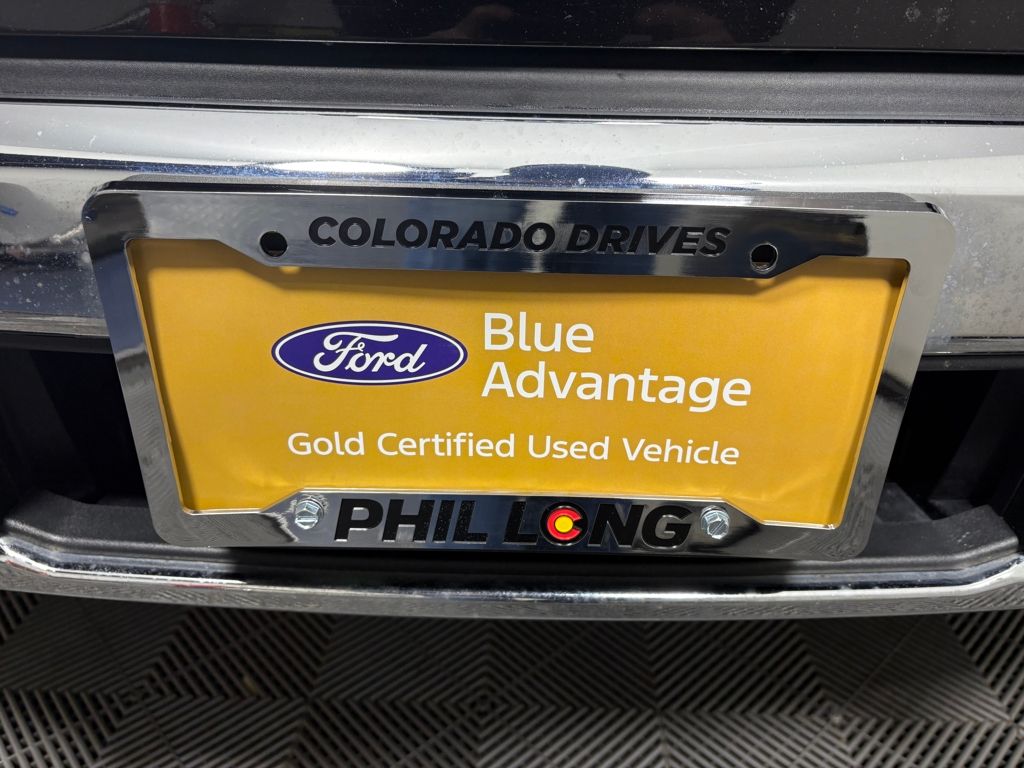 COLORADO DRIVES
Ford
Blue
Advantage
Gold Certified Used Vehicle
PHIL LONG